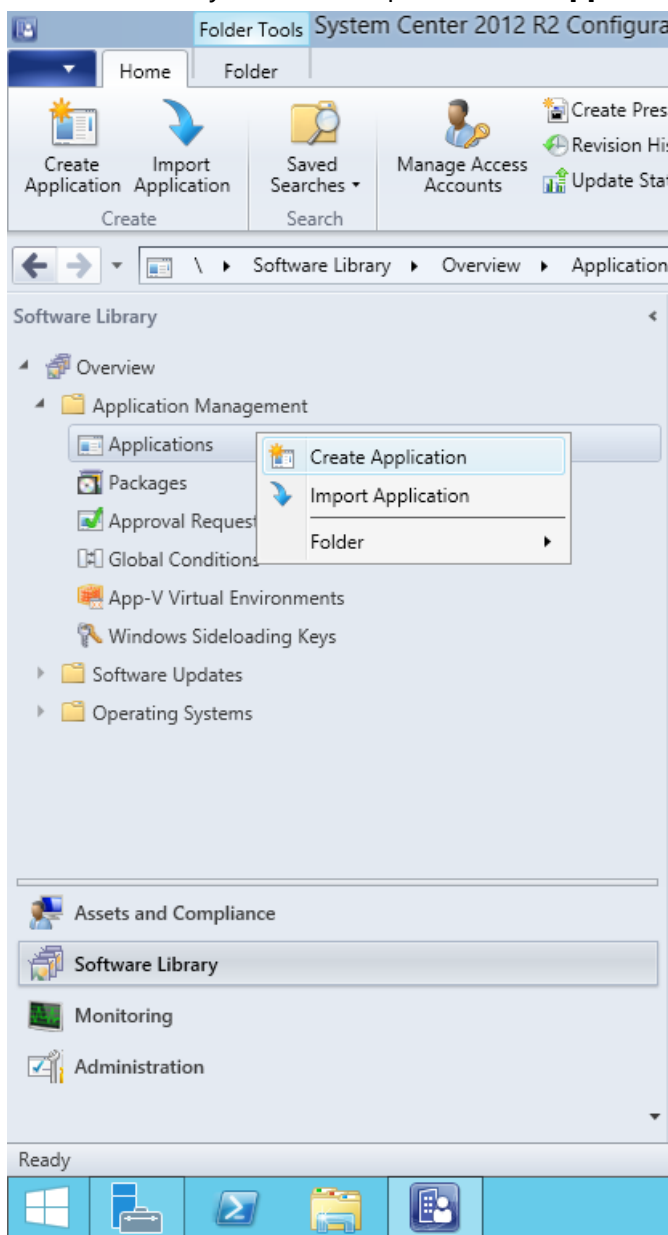 Folder Tools System Center 2012 R2 Configura
Home Folder
Create Application
Import Application
Saved Searches
Manage Access Accounts
Create Pres
Revision His
Update Stat
Create
Search
\ Software Library Overview Application
Software Library
Overview
Application Management
Applications
Create Application
Packages
Import Application
Approval Reques
Folder
Global Conditions
App-V Virtual Environments
Windows Sideloading Keys
Software Updates
Operating Systems
Assets and Compliance
Software Library
Monitoring
Administration
Ready